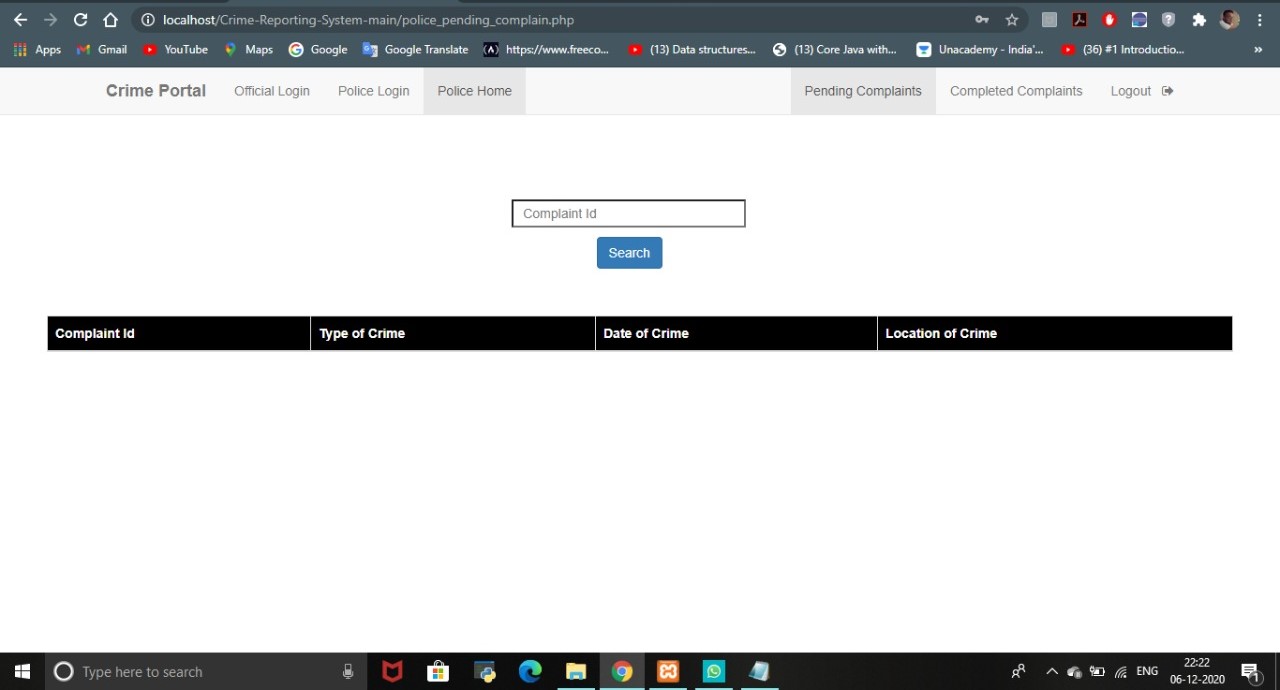 localhost/Crime-Reporting-System-main/police_pending_complain.php
Apps Gmail YouTube Maps Google Google Translate https://www.freeco... (13) Data structures... (13) Core Java with... Unacademy - India'... (36) #1 Introductio... »
Crime Portal Official Login Police Login Police Home Pending Complaints Completed Complaints Logout
Complaint Id
Search
Complaint Id Type of Crime Date of Crime Location of Crime
Type here to search
ENG
22:22
06-12-2020
1